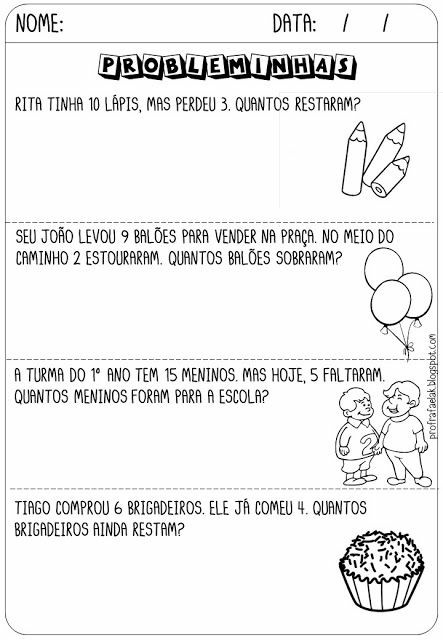 NOME: DATA: / /
PROBLEMINHAS
RITA TINHA 10 LÁPIS, MAS PERDEU 3. QUANTOS RESTARAM?
SEU JOÃO LEVOU 9 BALÕES PARA VENDER NA PRAÇA. NO MEIO DO
CAMINHO 2 ESTOURARAM. QUANTOS BALÕES SOBRARAM?
A TURMA DO 1° ANO TEM 15 MENINOS. MAS HOJE, 5 FALTARAM.
QUANTOS MENINOS FORAM PARA A ESCOLA?
2
TIAGO COMPROU 6 BRIGADEIROS. ELE JÁ COMEU 4. QUANTOS
BRIGADEIROS AINDA RESTAM?
profrafaelak.blogspot.com